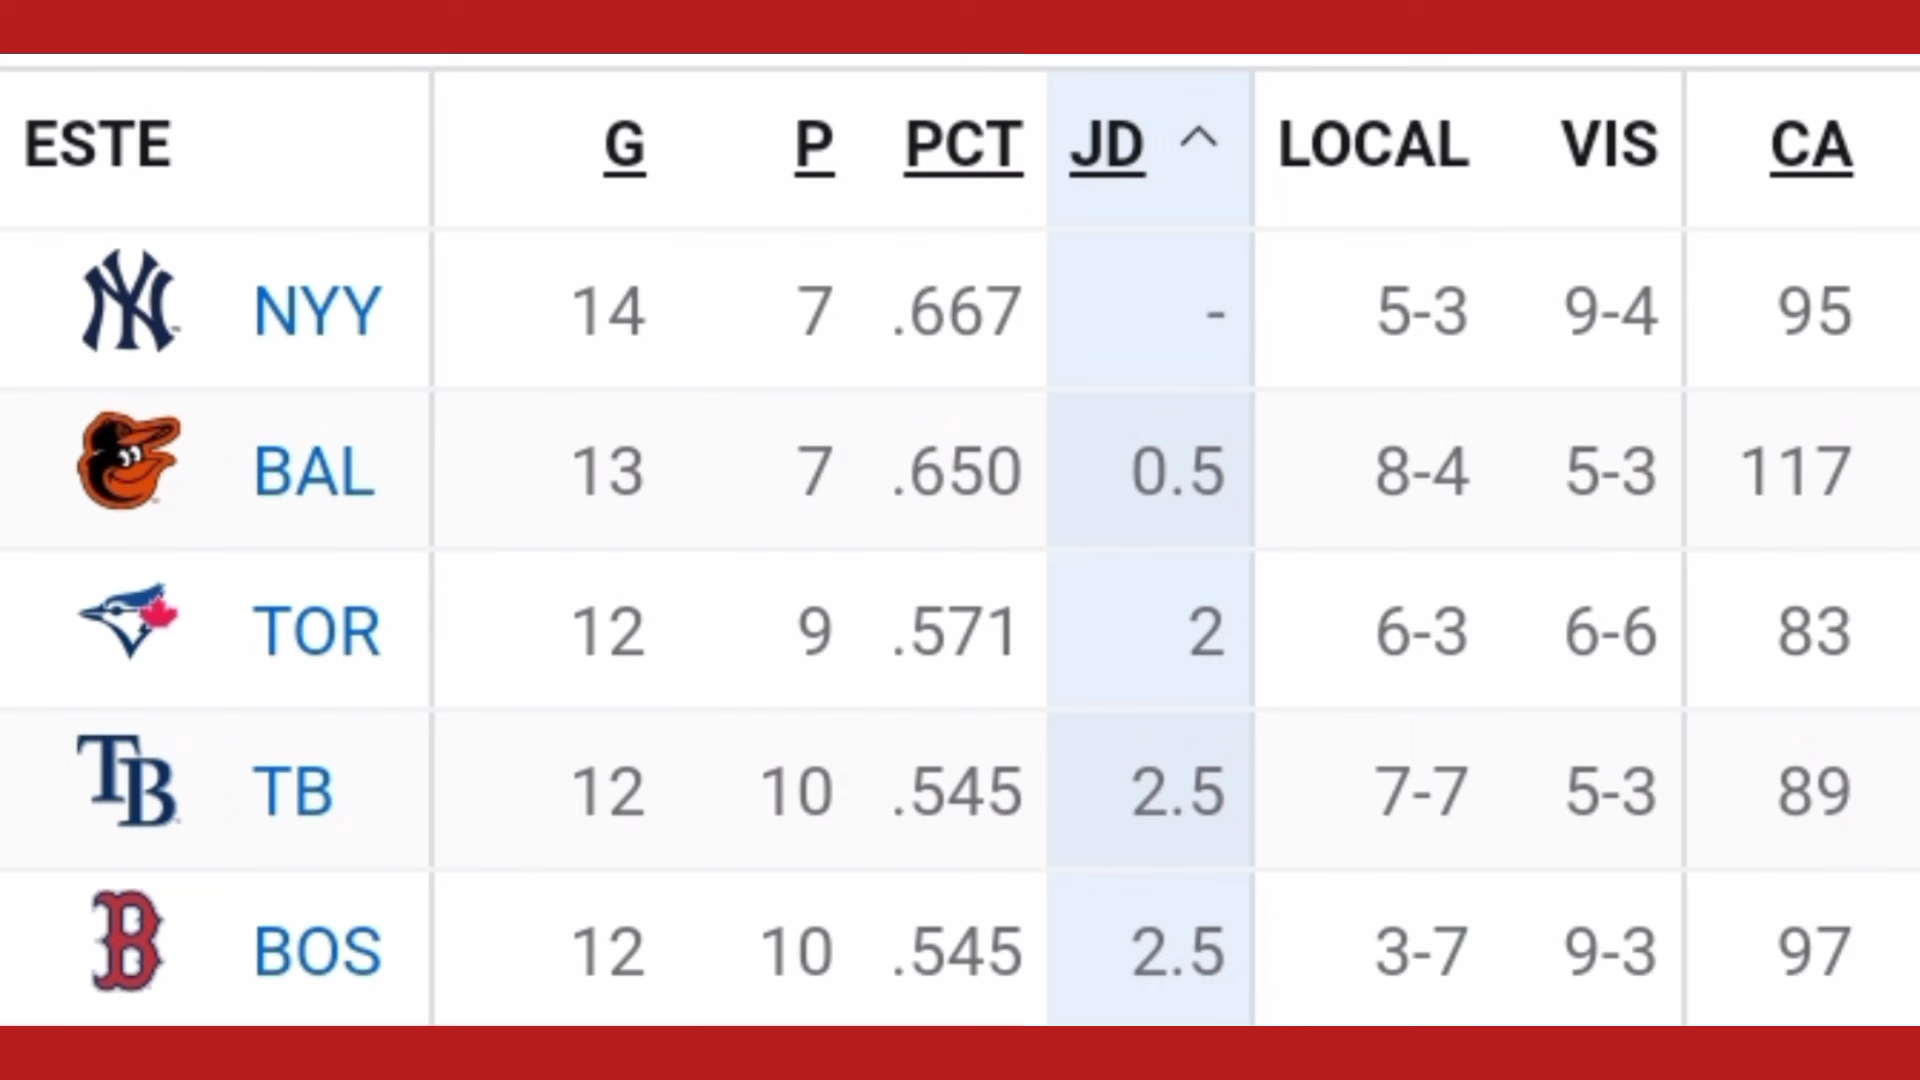 ESTE G P PCT JD LOCAL VIS CA
NYY 14 7 .667 - 5-3 9-4 95
BAL 13 7 .650 0.5 8-4 5-3 117
TOR 12 9 .571 2 6-3 6-6 83
TB TB 12 10 .545 2.5 7-7 5-3 89
B BOS 12 10 .545 2.5 3-7 9-3 97